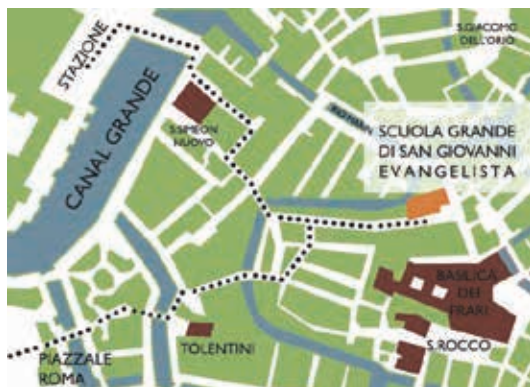 STAZIONE
CANAL GRANDE
S.SIMEON
NUOVO
S.GIACOMO
DELL'ORIO
SCUOLA GRANDE
DI SAN GIOVANNI
EVANGELISTA
BASILICA
DEI
FRARI
S.ROCCO
TOLENTINI
PIAZZALE
ROMA